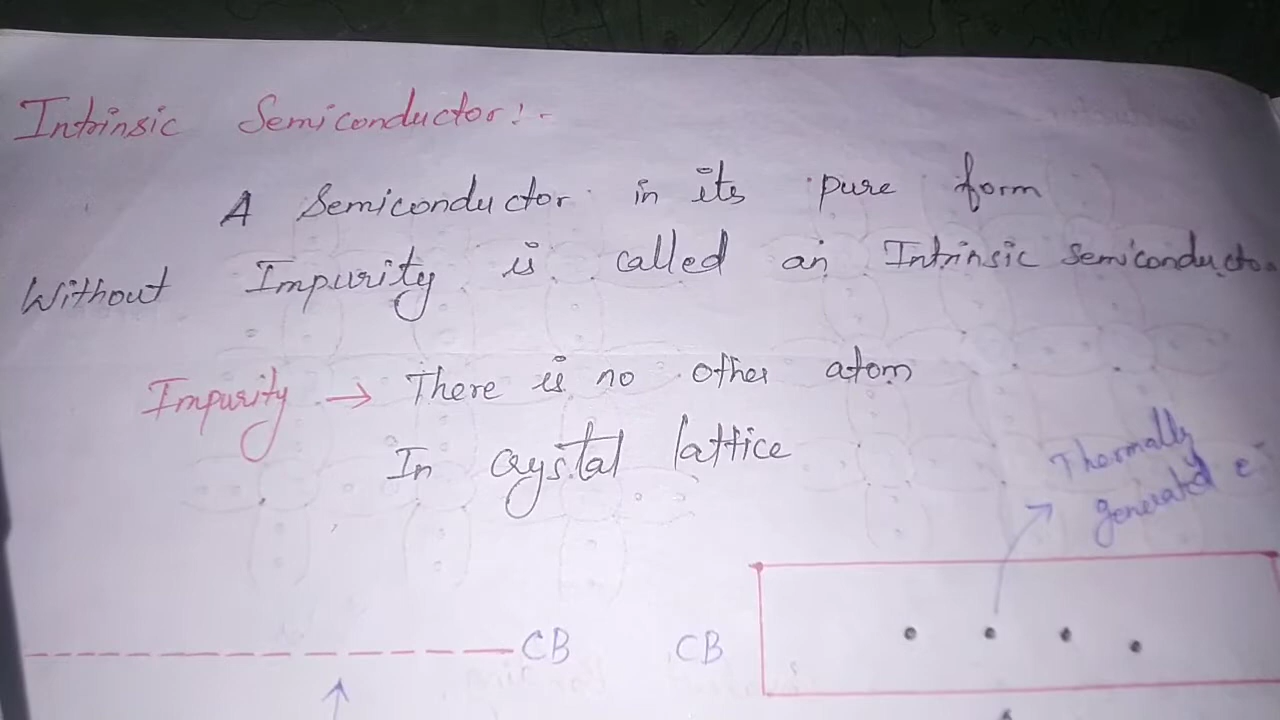 Intrinsic Semiconductor:-
A Semiconductor in its pure form
Without Impurity is called an Intrinsic Semiconducto
Impurity → There is no other atom
In crystal lattice
Thermally
generated e⁻
CB
CB